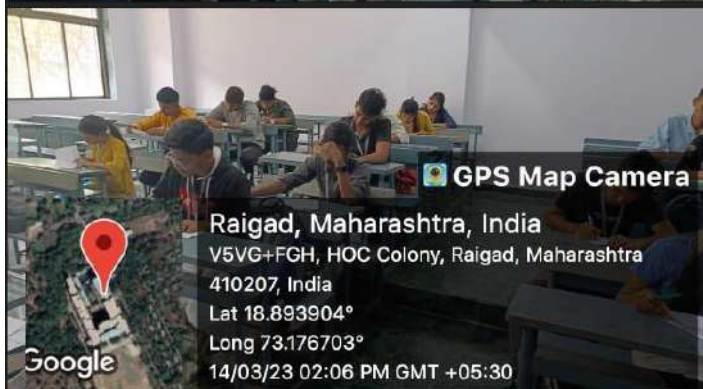 GPS Map Camera
Raigad, Maharashtra, India
V5VG+FGH, HOC Colony, Raigad, Maharashtra
410207, India
Lat 18.893904°
Long 73.176703°
14/03/23 02:06 PM GMT +05:30
Google